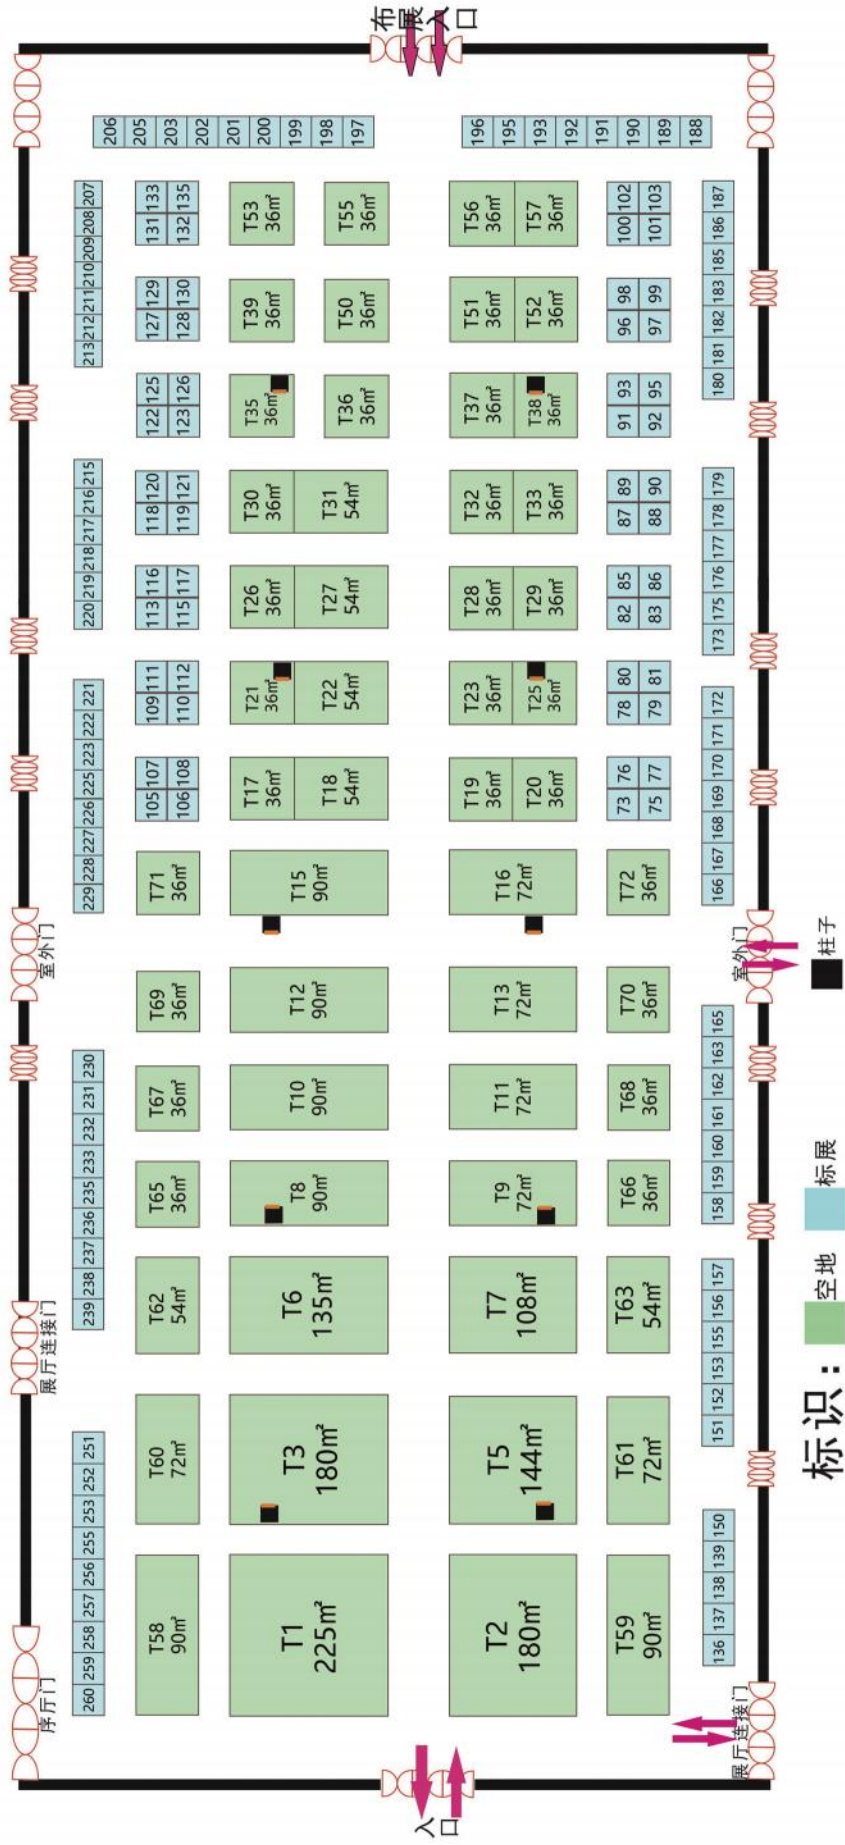 序厅门
展厅连接门
室外门
260 259 258 257 256 255 253 252 251
239 238 237 236 235 233 232 231 230
229 228 227 226 225 223 222 221
220 219 218 217 216 215
213 212 211 210 209 208 207
T58
90㎡
T60
72㎡
T62
54㎡
T65
36㎡
T67
36㎡
T69
36㎡
T71
36㎡
105 107
106 108
109 111
110 112
113 116
115 117
118 120
119 121
122 125
123 126
127 129
128 130
131 133
132 135
206
205
203
202
201
200
199
198
197
T1
225㎡
T3
180㎡
T6
135㎡
T8
90㎡
T10
90㎡
T12
90㎡
T15
90㎡
T17
36㎡
T18
54㎡
T21
36㎡
T22
54㎡
T26
36㎡
T27
54㎡
T30
36㎡
T31
54㎡
T35
36㎡
T36
36㎡
T39
36㎡
T50
36㎡
T53
36㎡
T55
36㎡
入口
布展入口
T2
180㎡
T5
144㎡
T7
108㎡
T9
72㎡
T11
72㎡
T13
72㎡
T16
72㎡
T19
36㎡
T20
36㎡
T23
36㎡
T25
36㎡
T28
36㎡
T29
36㎡
T32
36㎡
T33
36㎡
T37
36㎡
T38
36㎡
T51
36㎡
T52
36㎡
T56
36㎡
T57
36㎡
196
195
193
192
191
190
189
188
T59
90㎡
T61
72㎡
T63
54㎡
T66
36㎡
T68
36㎡
T70
36㎡
T72
36㎡
73 76
75 77
78 80
79 81
82 85
83 86
87 89
88 90
91 93
92 95
96 98
97 99
100 102
101 103
136 137 138 139 150
151 152 153 155 156 157
158 159 160 161 162 163 165
166 167 168 169 170 171 172
173 175 176 177 178 179
180 181 182 183 185 186 187
展厅连接门
室外门
标识：
空地
标展
柱子